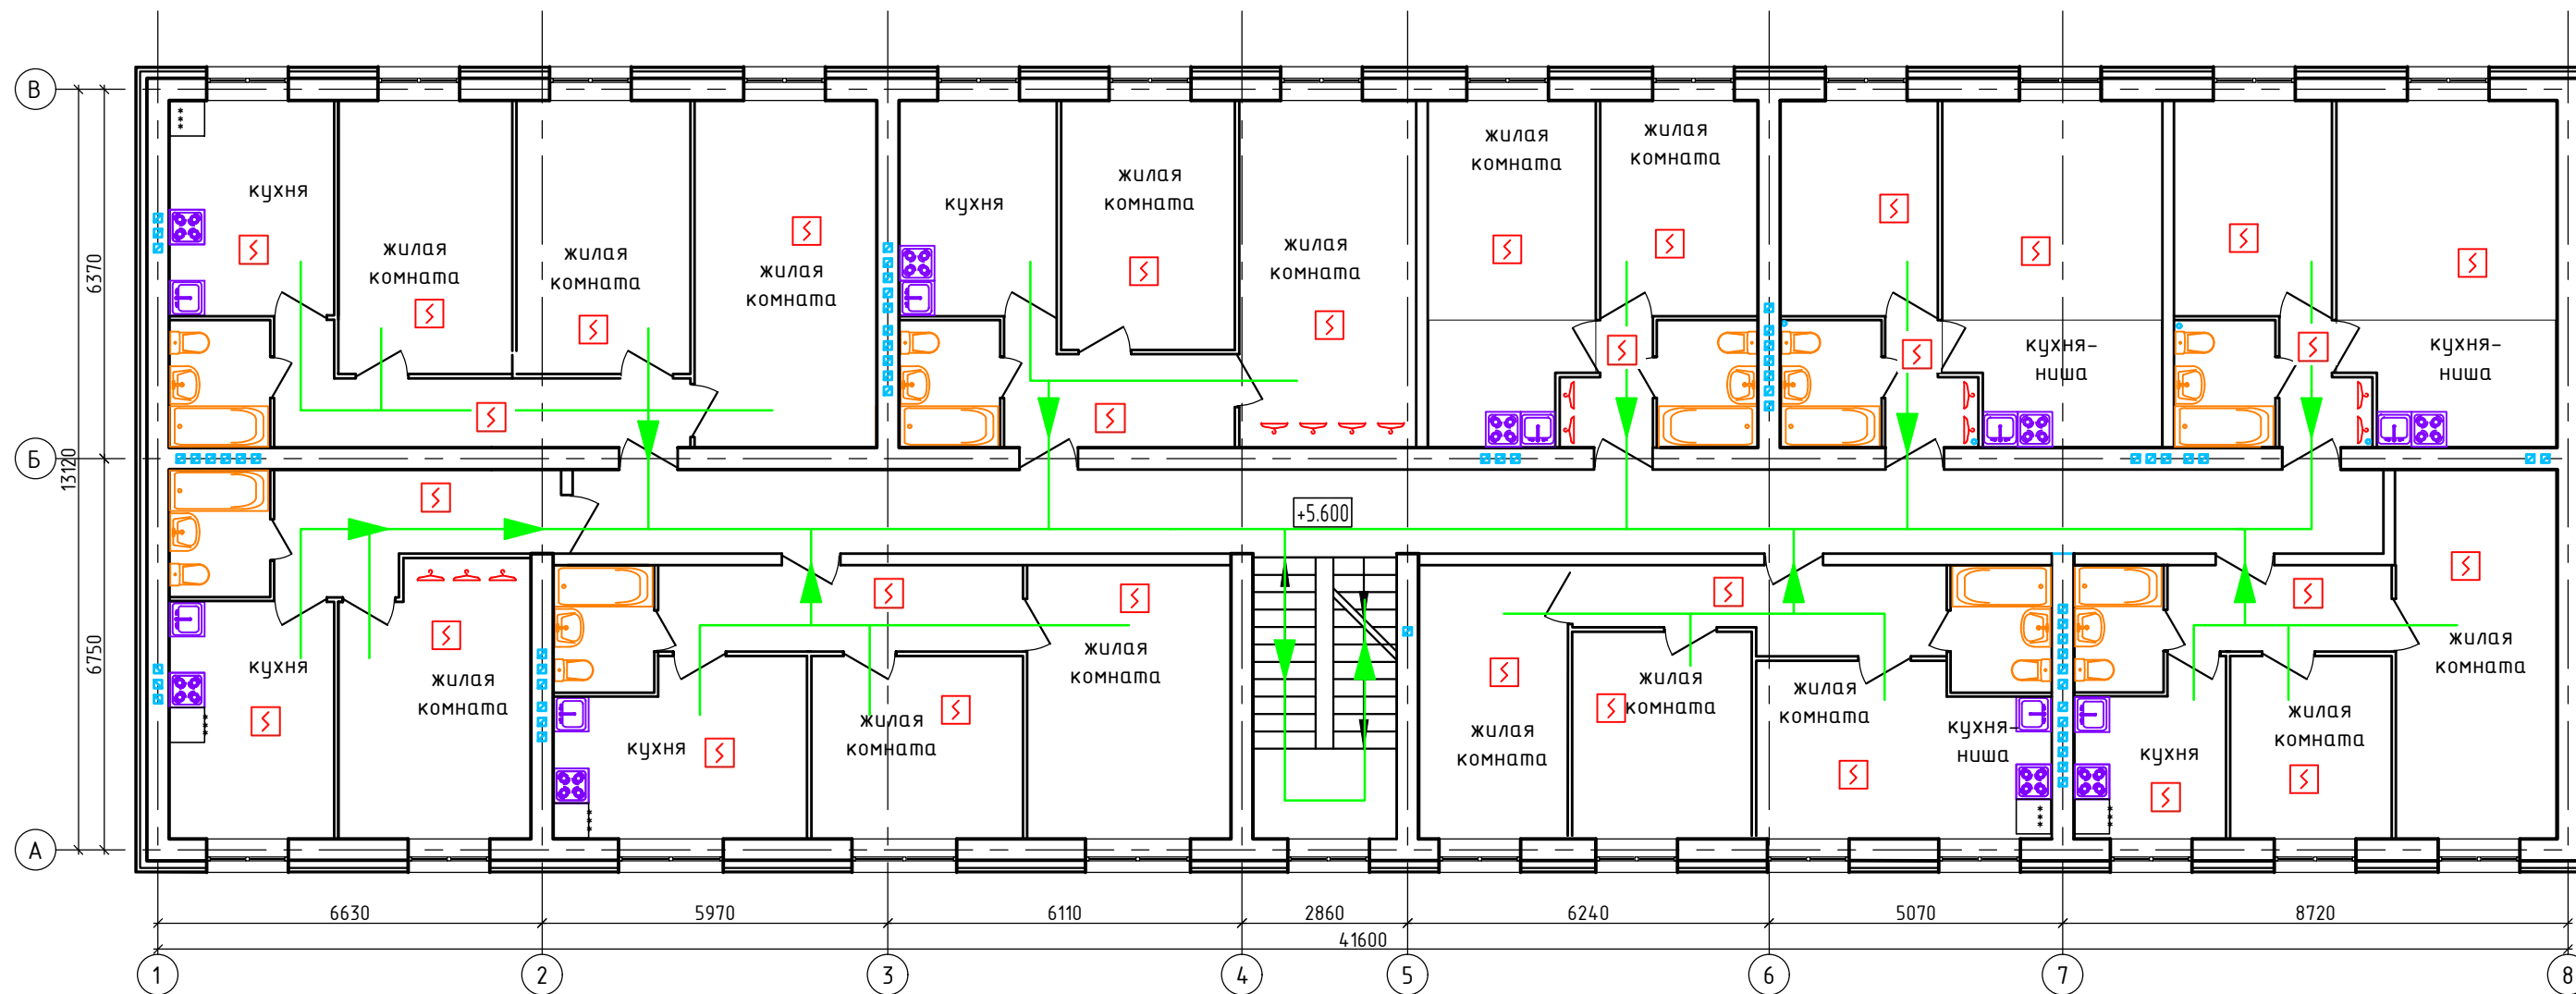 В
Б
А
6370
13120
6750
кухня
жилая
комната
жилая
комната
жилая
комната
кухня
жилая
комната
жилая
комната
жилая
комната
жилая
комната
кухня-
ниша
кухня-
ниша
+5.600
кухня
жилая
комната
кухня
жилая
комната
жилая
комната
жилая
комната
жилая
комната
жилая
комната
кухня-
ниша
кухня
жилая
комната
жилая
комната
6630
5970
6110
2860
6240
5070
8720
41600
1
2
3
4
5
6
7
8